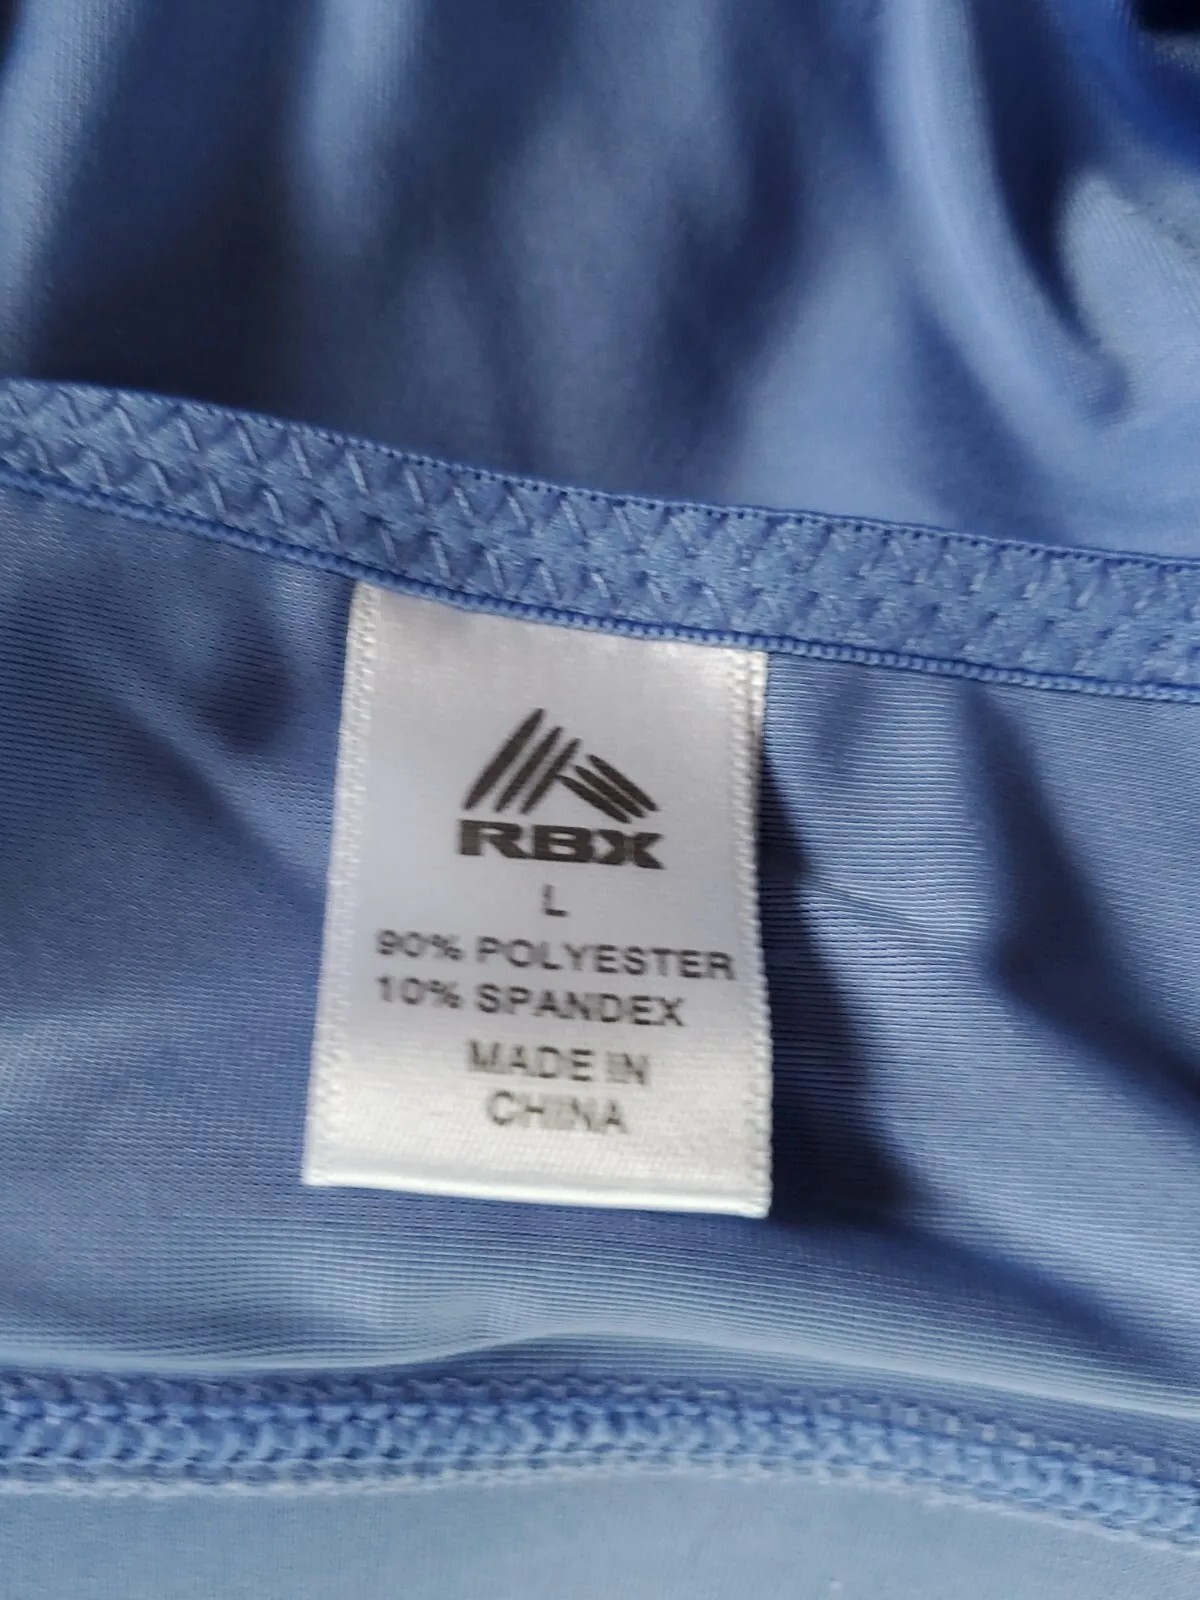 RBX
L
90% POLYESTER
10% SPANDEX
MADE IN
CHINA